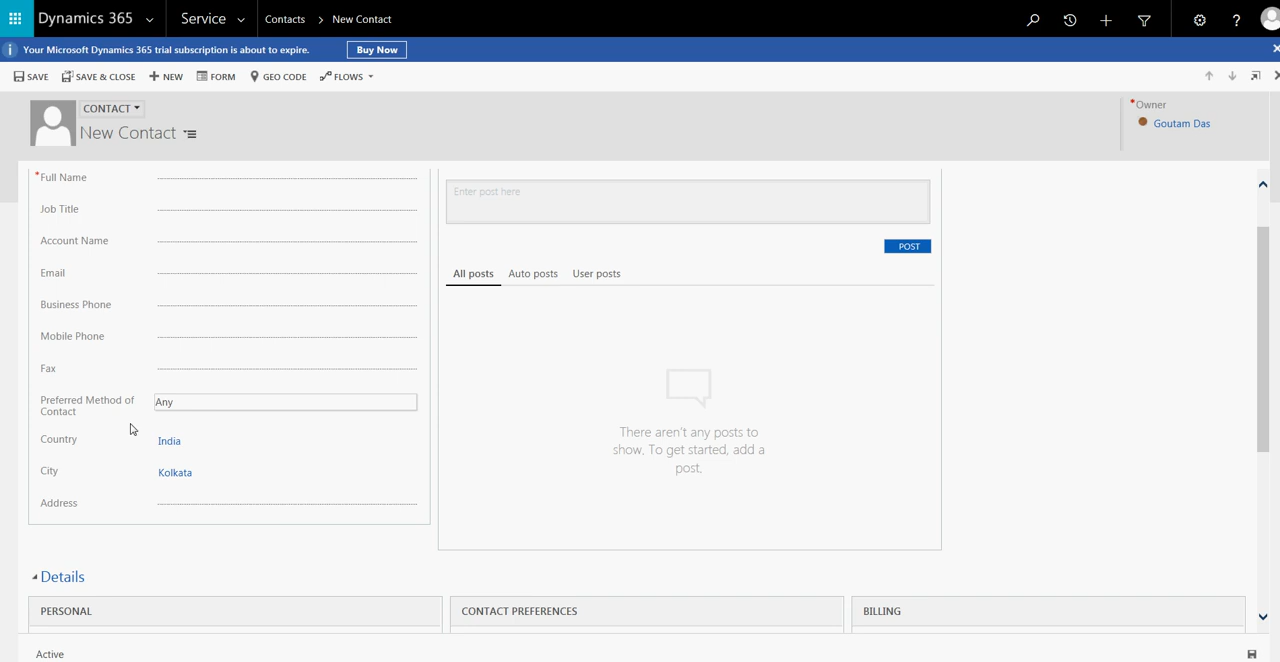 Dynamics 365 Service Contacts > New Contact ?
i Your Microsoft Dynamics 365 trial subscription is about to expire. Buy Now
SAVE SAVE & CLOSE NEW FORM GEO CODE FLOWS
CONTACT
New Contact
*Owner
Goutam Das
*Full Name
Job Title
Account Name
Email
Business Phone
Mobile Phone
Fax
Preferred Method of
Contact
Any
Country India
City Kolkata
Address
Enter post here
POST
All posts Auto posts User posts
There aren't any posts to
show. To get started, add a
post.
Details
PERSONAL CONTACT PREFERENCES BILLING
Active